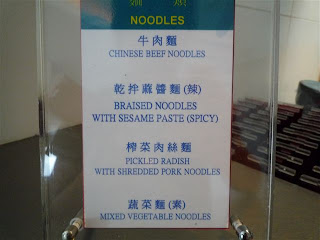 NOODLES
牛肉麵
CHINESE BEEF NOODLES
乾拌麻醬麵(辣)
BRAISED NOODLES
WITH SESAME PASTE (SPICY)
榨菜肉絲麵
PICKLED RADISH
WITH SHREDDED PORK NOODLES
蔬菜麵(素)
MIXED VEGETABLE NOODLES